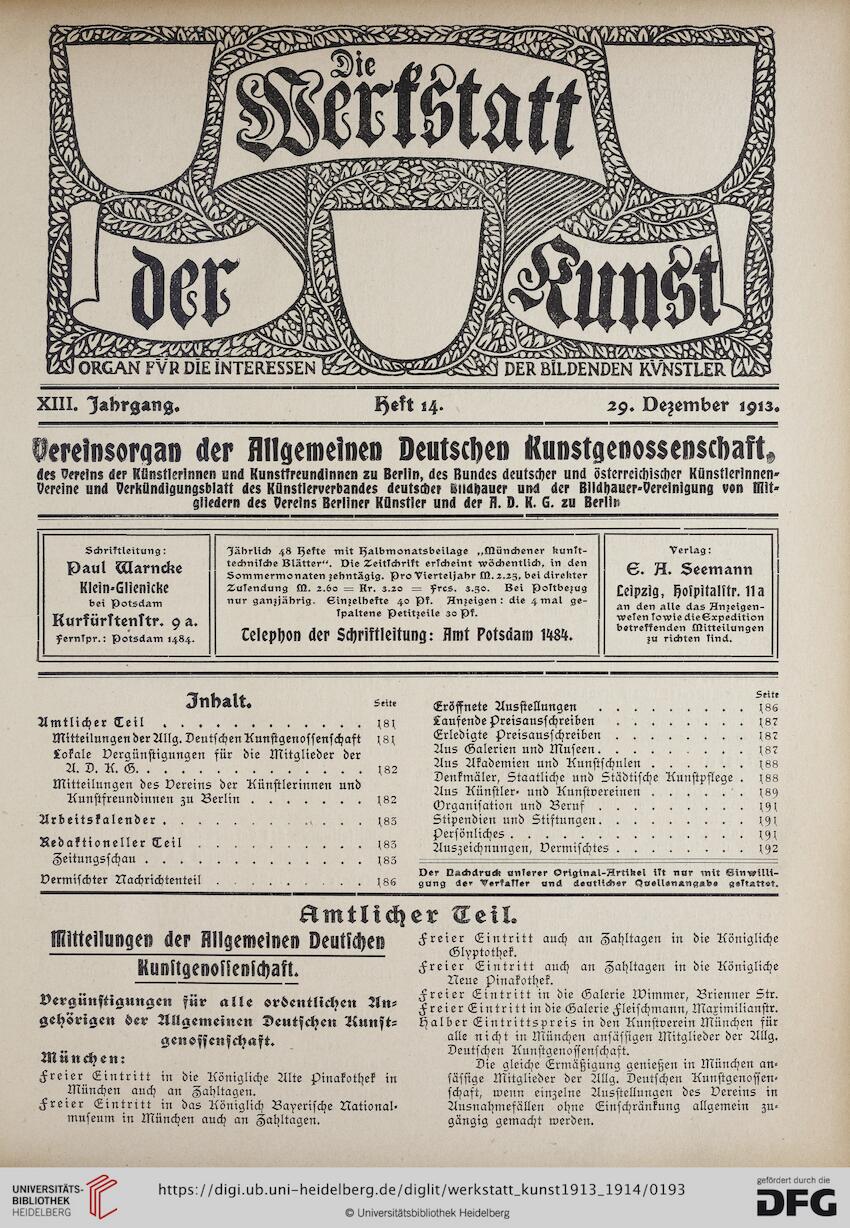 Die
Werkstatt
der
Kunst
ORGAN FVR DIE INTERESSEN
DER BILDENDEN KVNSTLER
XIII. Jahrgang.
Heft 14.
29. Dezember 1913.
Vereinsorgan der Allgemeinen Deutschen Kunstgenossenschaft,
des Vereins der Künstlerinnen und Kunstfreundinnen zu Berlin, des Bundes deutscher und österreichischer Künstlerinnen-
Vereine und Verkündigungsblatt des Künstlerverbandes deutscher Bildhauer und der Bildhauer-Vereinigung von Mit-
gliedern des Vereins Berliner Künstler und der A. D. K. G. zu Berlin
Schriftleitung:
Paul Warncke
Klein-Glienicke
bei Potsdam
Kurfürstenstr. 9 a.
Fernspr.: Potsdam 1484.
Jährlich 48 Hefte mit Halbmonatsbeilage „Münchener kunst-
technische Blätter“. Die Zeitschrift erscheint wöchentlich, in den
Sommermonaten zehntägig. Pro Vierteljahr M. 2.25, bei direkter
Zusendung M. 2.60 = Kr. 3.20 = Frcs. 3.50. Bei Postbezug
nur ganzjährig. Einzelhefte 40 Pf. Anzeigen: die 4 mal ge-
spaltene Petitzeile 30 Pf.
Telephon der Schriftleitung: Amt Potsdam 1484.
Verlag:
E. A. Seemann
Leipzig, Hospitalstr. 11a
an den alle das Anzeigen-
wesen sowie die Expedition
betreffenden Mitteilungen
zu richten sind.
Inhalt.
Seite
Amtlicher Teil . . . . . . . . . . . 181
Mitteilungen der Allg. Deutschen Kunstgenossenschaft 181
Lokale Vergünstigungen für die Mitglieder der
A. D. K. G. . . . . . . . . . . . . 182
Mitteilungen des Vereins der Künstlerinnen und
Kunstfreundinnen zu Berlin . . . . . . . 182
Arbeitskalender . . . . . . . . . . . . 183
Redaktioneller Teil . . . . . . . . . 183
Zeitungsschau . . . . . . . . . . . . 183
Vermischter Nachrichtenteil . . . . . . . . 186
Seite
Eröffnete Ausstellungen . . . . . . . . . 186
Laufende Preisausschreiben . . . . . . . . 187
Erledigte Preisausschreiben . . . . . . . . 187
Aus Galerien und Museen . . . . . . . . . 187
Aus Akademien und Kunstschulen . . . . . . 188
Denkmäler, Staatliche und Städtische Kunstpflege . 188
Aus Künstler- und Kunstvereinen . . . . . . 189
Organisation und Beruf . . . . . . . . . 191
Stipendien und Stiftungen . . . . . . . . . 191
Persönliches . . . . . . . . . . . . . 191
Auszeichnungen, Vermischtes . . . . . . . . 192
Der Nachdruck unserer Original-Artikel ist nur mit Einwilli-
gung der Verfasser und deutlicher Quellenangabe gestattet.
Amtlicher Teil.
Mitteilungen der Allgemeinen Deutschen
Kunstgenossenschaft.
Vergünstigungen für alle ordentlichen An-
gehörigen der Allgemeinen Deutschen Kunst-
genossenschaft.
München:
Freier Eintritt in die Königliche Alte Pinakothek in
München auch an Zahltagen.
Freier Eintritt in das Königlich Bayerische National-
museum in München auch an Zahltagen.
Freier Eintritt auch an Zahltagen in die Königliche
Glyptothek.
Freier Eintritt auch an Zahltagen in die Königliche
Neue Pinakothek.
Freier Eintritt in die Galerie Wimmer, Brienner Str.
Freier Eintritt in die Galerie Fleischmann, Maximilianstr.
Halber Eintrittspreis in den Kunstverein München für
alle nicht in München ansässigen Mitglieder der Allg.
Deutschen Kunstgenossenschaft.
Die gleiche Ermäßigung genießen in München an-
sässige Mitglieder der Allg. Deutschen Kunstgenossen-
schaft, wenn einzelne Ausstellungen des Vereins in
Ausnahmefällen ohne Einschränkung allgemein zu-
gängig gemacht werden.
UNIVERSITÄTS-
BIBLIOTHEK
HEIDELBERG
https://digi.ub.uni-heidelberg.de/diglit/werkstatt_kunst1913_1914/0193
© Universitätsbibliothek Heidelberg
gefördert durch die
DFG